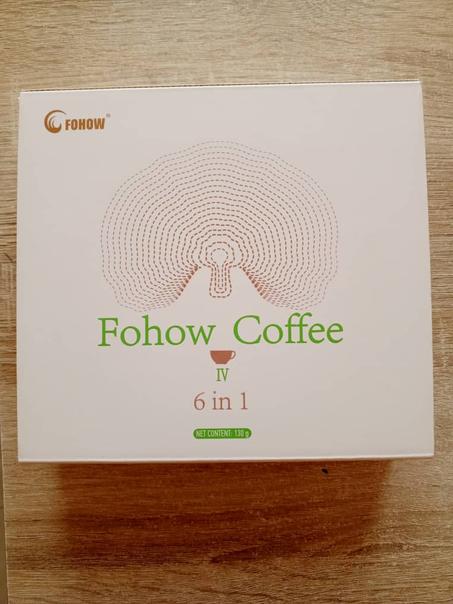 FOHOW®
Fohow Coffee
IV
6 in 1
NET CONTENT: 130 g